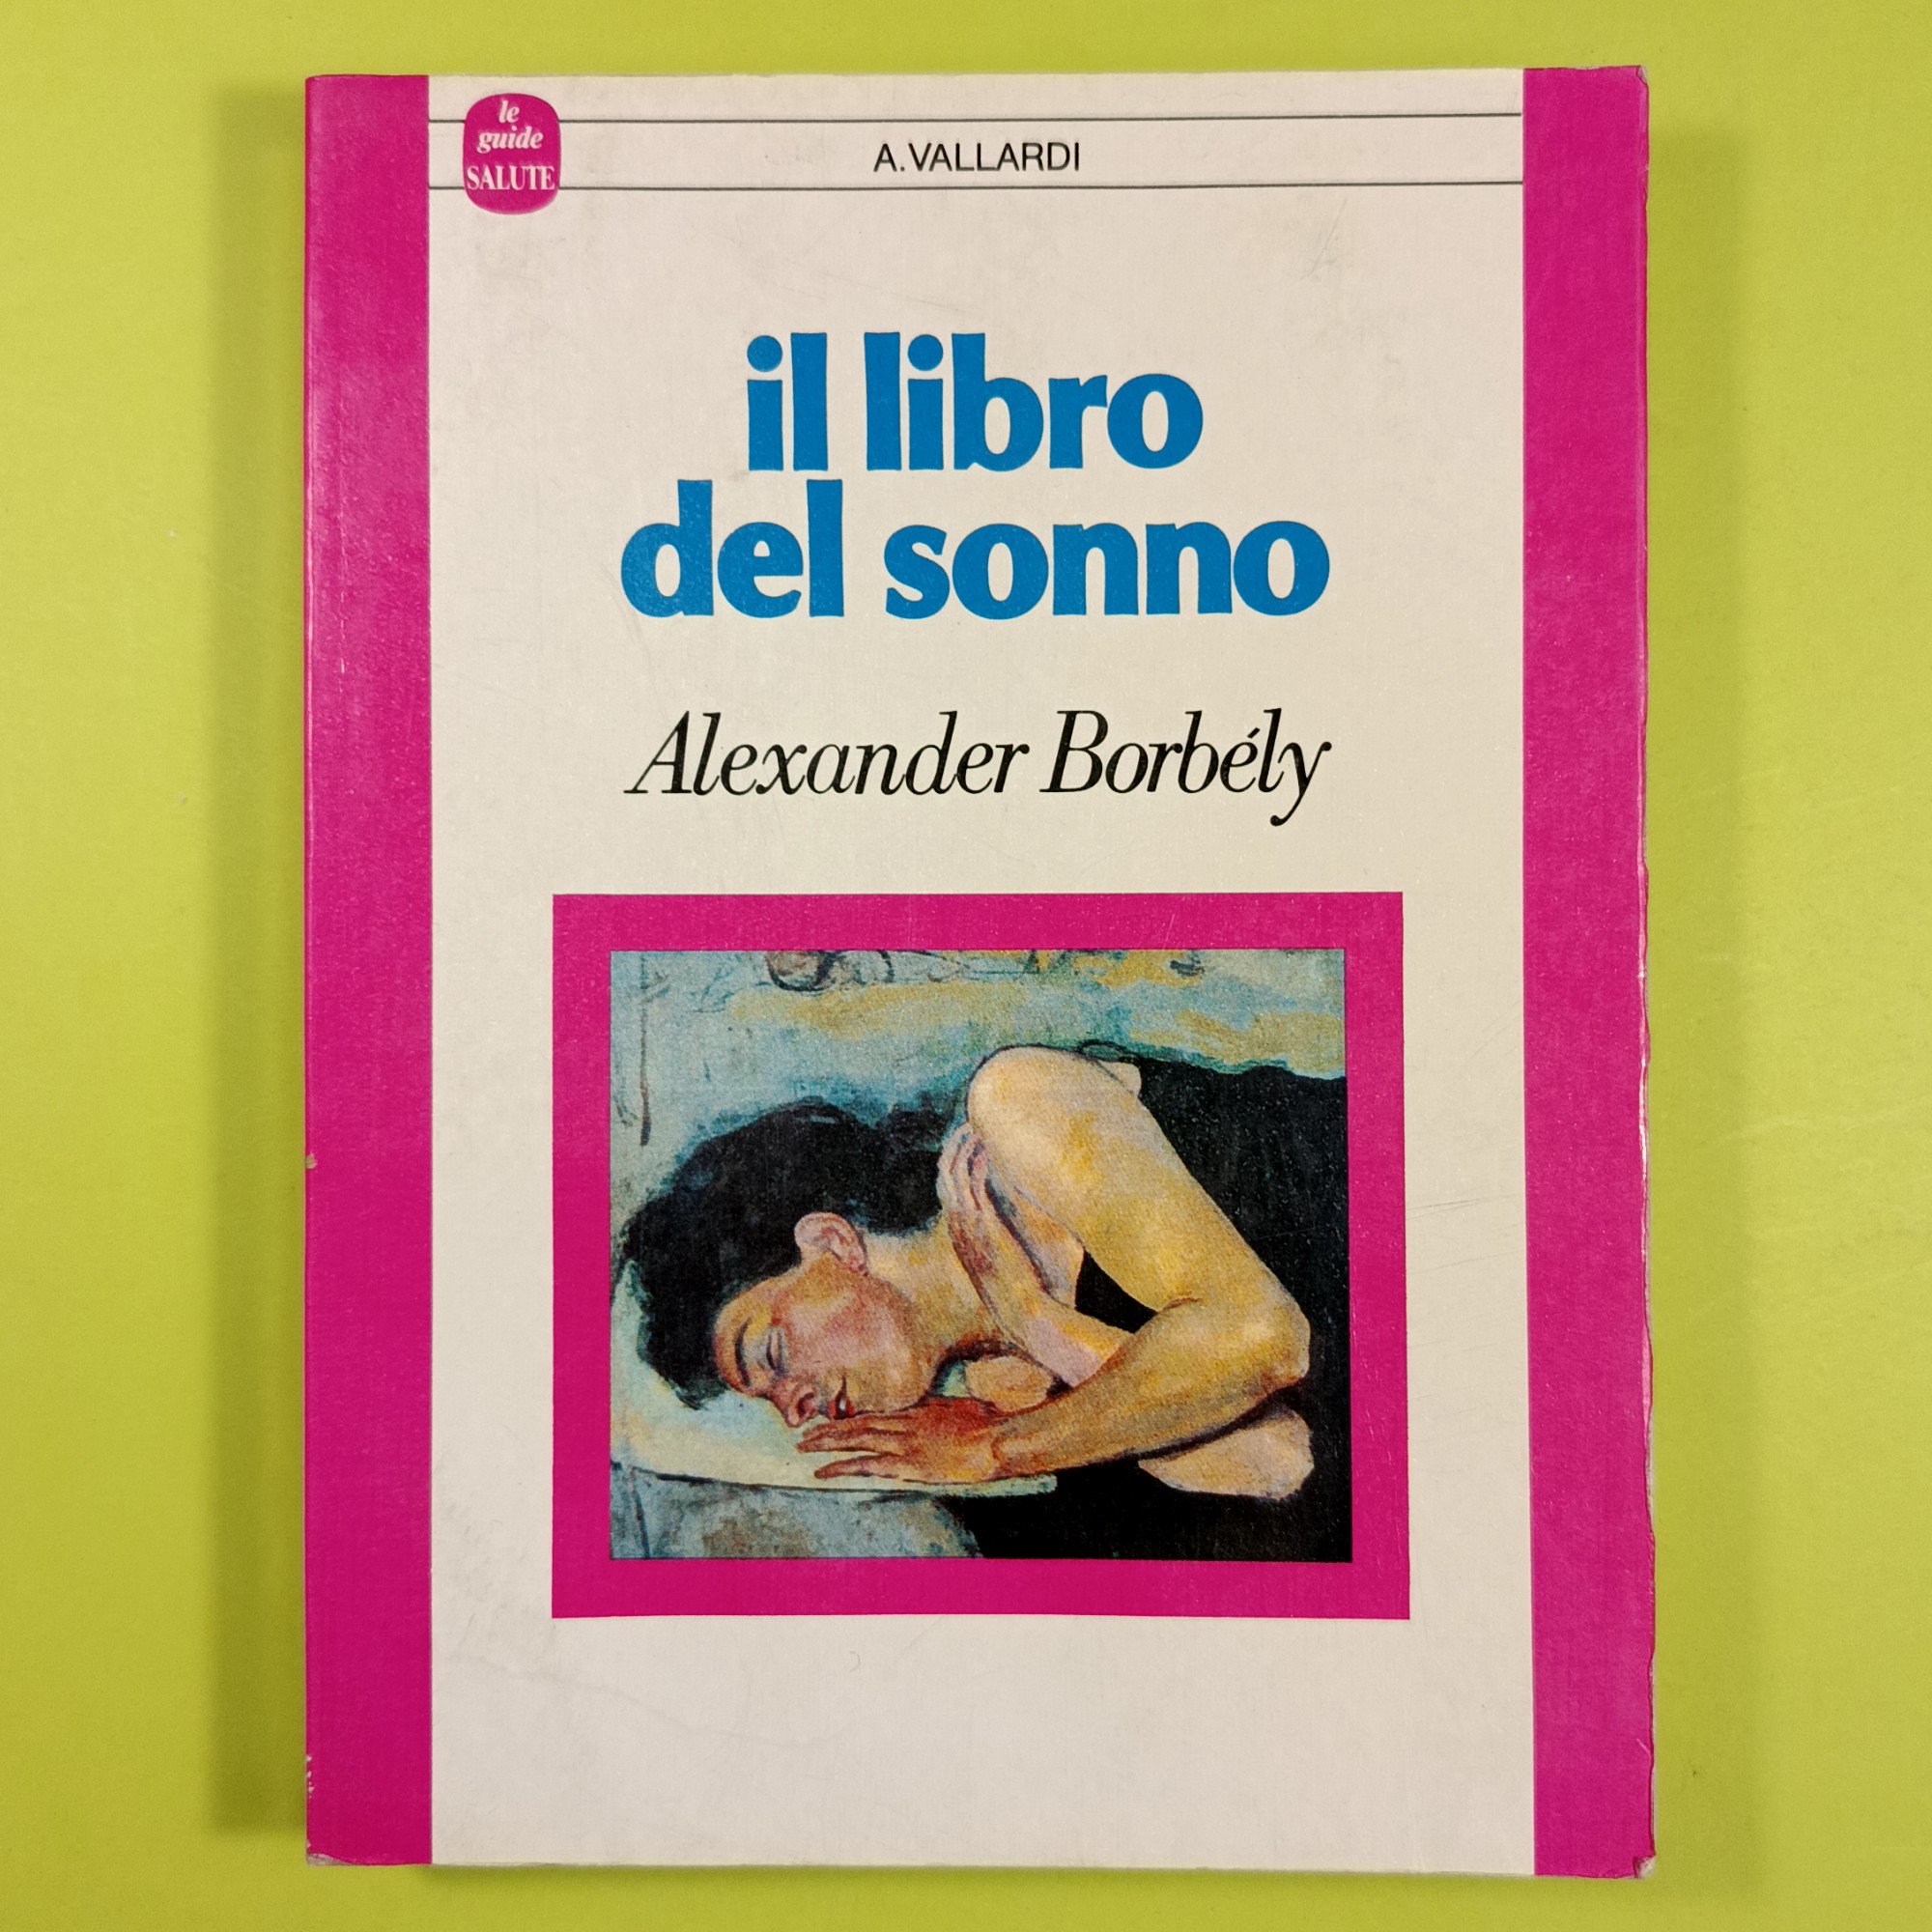 le
guide
SALUTE
A.VALLARDI
il libro
del sonno
Alexander Borbély